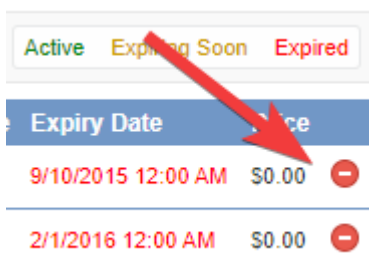 Active Expiring Soon Expired
Expiry Date
9/10/2015 12:00 AM $0.00
2/1/2016 12:00 AM $0.00